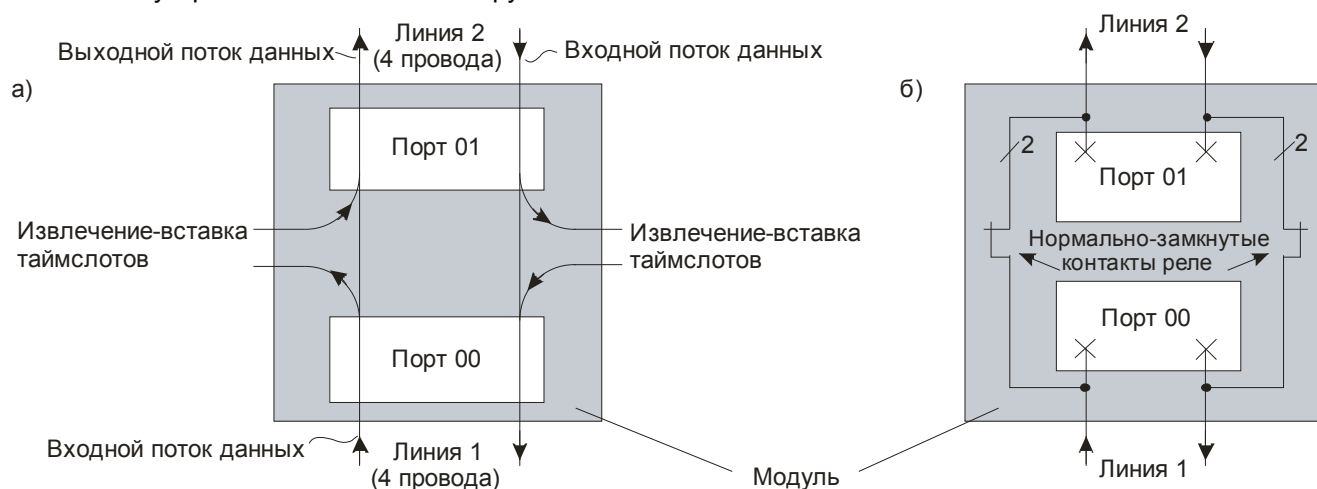 а)
Выходной поток данных
Линия 2
(4 провода)
Входной поток данных
Порт 01
Извлечение-вставка
таймслотов
Извлечение-вставка
таймслотов
Порт 00
Входной поток данных
Линия 1
(4 провода)
Модуль
б)
Линия 2
2
2
Порт 01
Нормально-замкнутые
контакты реле
Порт 00
Линия 1